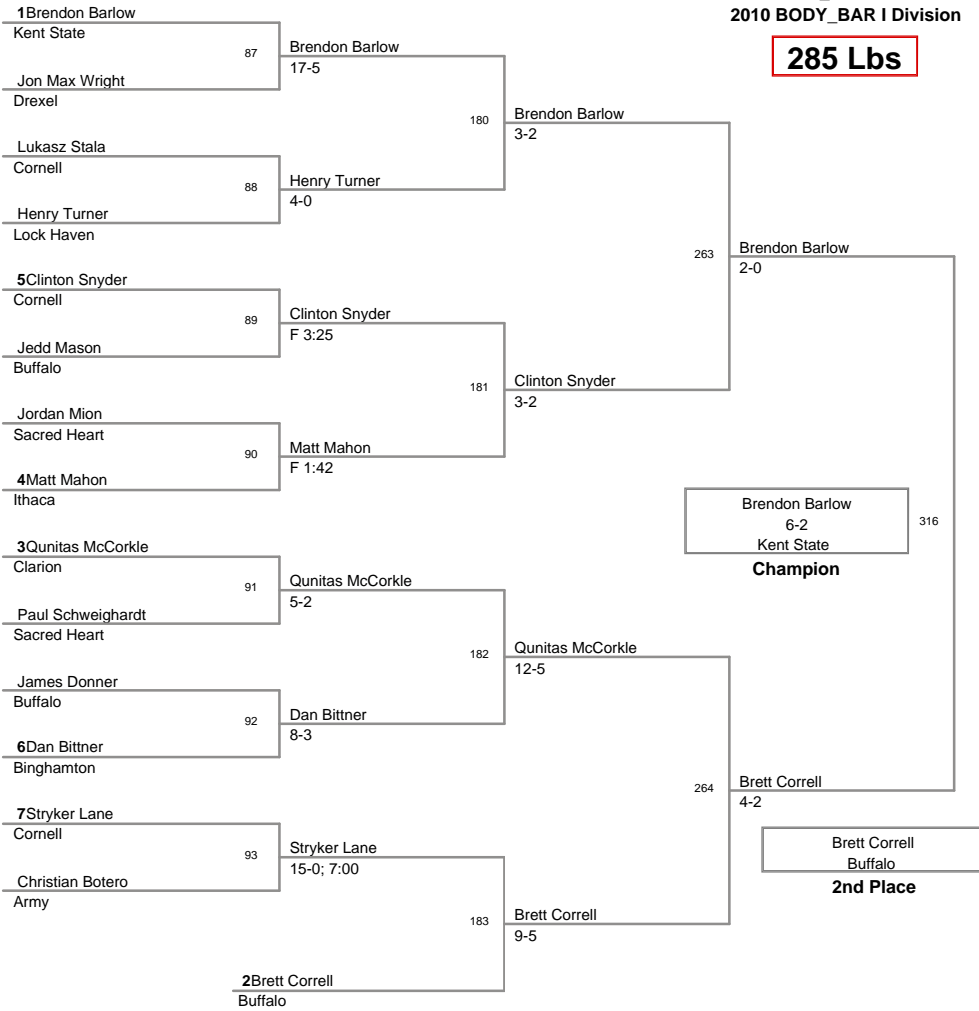 2010 BODY_BAR I Division
285 Lbs
1Brendon Barlow
Kent State
87
Jon Max Wright
Drexel
Brendon Barlow
17-5
Lukasz Stala
Cornell
88
Henry Turner
Lock Haven
Henry Turner
4-0
180
Brendon Barlow
3-2
5Clinton Snyder
Cornell
89
Jedd Mason
Buffalo
Clinton Snyder
F 3:25
Jordan Mion
Sacred Heart
90
4Matt Mahon
Ithaca
Matt Mahon
F 1:42
181
Clinton Snyder
3-2
263
Brendon Barlow
2-0
3Qunitas McCorkle
Clarion
91
Paul Schweighardt
Sacred Heart
Qunitas McCorkle
5-2
James Donner
Buffalo
92
6Dan Bittner
Binghamton
Dan Bittner
8-3
182
Qunitas McCorkle
12-5
7Stryker Lane
Cornell
93
Christian Botero
Army
Stryker Lane
15-0; 7:00
2Brett Correll
Buffalo
183
Brett Correll
9-5
264
Brett Correll
4-2
316
Brendon Barlow
6-2
Kent State
Champion
Brett Correll
Buffalo
2nd Place